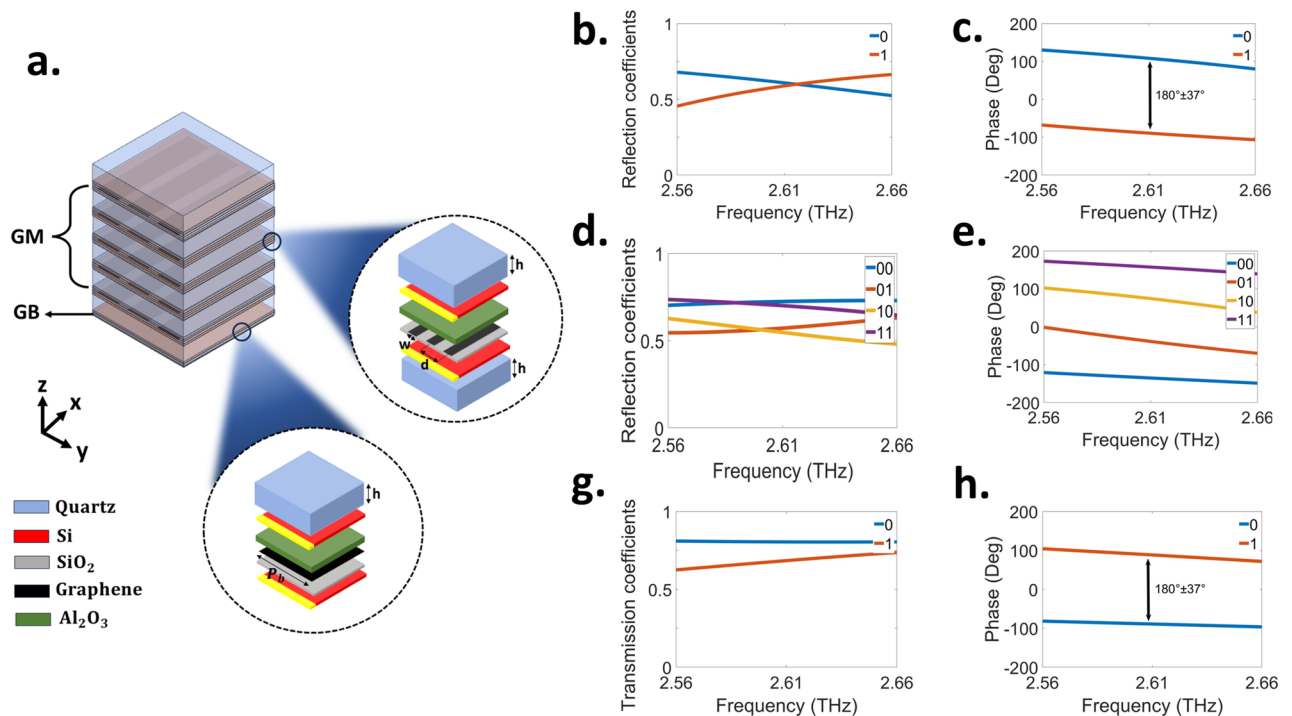 a.
GM
GB
z
x
y
h
w
d
h
h
P_b
Quartz
Si
SiO₂
Graphene
Al₂O₃
b.
Reflection coefficients
1
0.5
0
2.56
2.61
2.66
Frequency (THz)
0
1
c.
Phase (Deg)
200
100
0
-100
-200
2.56
2.61
2.66
Frequency (THz)
0
1
180°±37°
d.
Reflection coefficients
1
0.5
0
2.56
2.61
2.66
Frequency (THz)
00
01
10
11
e.
Phase (Deg)
200
100
0
-100
-200
2.56
2.61
2.66
Frequency (THz)
00
01
10
11
g.
Transmission coefficients
1
0.5
0
2.56
2.61
2.66
Frequency (THz)
0
1
h.
Phase (Deg)
200
100
0
-100
-200
2.56
2.61
2.66
Frequency (THz)
0
1
180°±37°